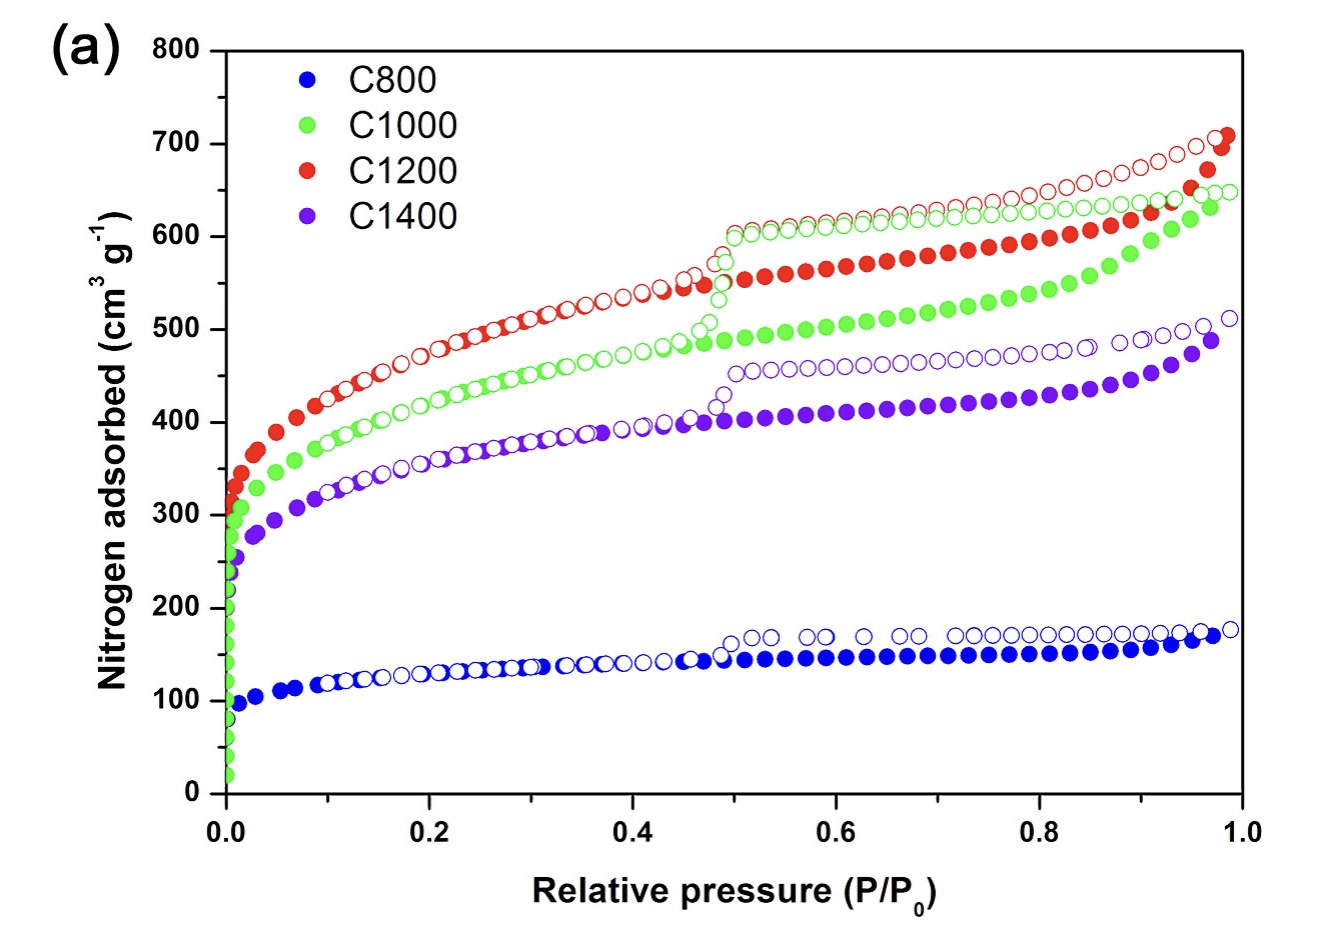 (a)
800
700
600
500
400
300
200
100
0
Nitrogen adsorbed (cm³ g⁻¹)
C800
C1000
C1200
C1400
0.0 0.2 0.4 0.6 0.8 1.0
Relative pressure (P/P₀)